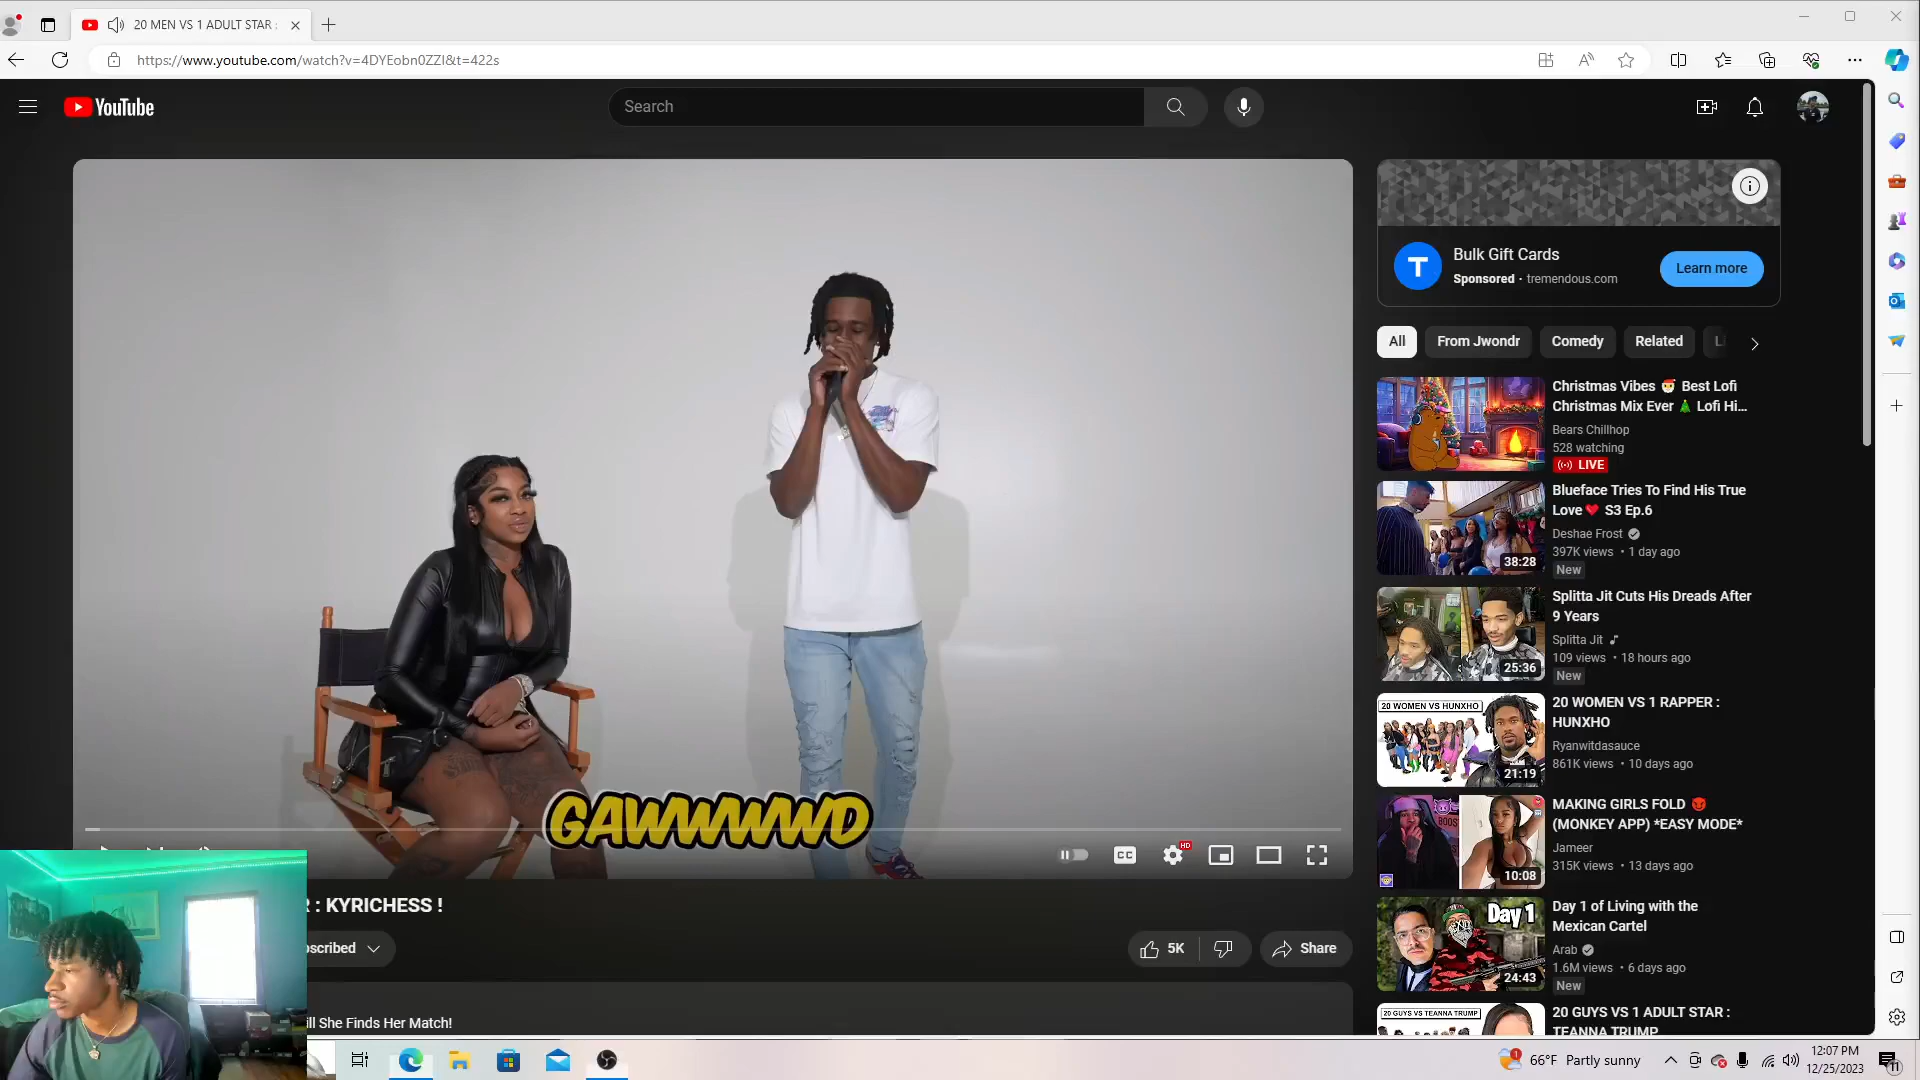 20 MEN VS 1 ADULT STAR :
https://www.youtube.com/watch?v=4DYEobn0ZZI&t=422s
YouTube
Search
Bulk Gift Cards
Sponsored · tremendous.com
Learn more
T
All
From Jwondr
Comedy
Related
Christmas Vibes 🎅 Best Lofi
Christmas Mix Ever 🎄 Lofi Hi...
Bears Chillhop
528 watching
LIVE
Blueface Tries To Find His True
Love❤️ S3 Ep.6
Deshae Frost
397K views • 1 day ago
New
38:28
Splitta Jit Cuts His Dreads After
9 Years
Splitta Jit
109 views • 18 hours ago
New
25:36
20 WOMEN VS HUNXHO
21:19
20 WOMEN VS 1 RAPPER :
HUNXHO
Ryanwitdasauce
861K views • 10 days ago
10:08
MAKING GIRLS FOLD 😈
(MONKEY APP) *EASY MODE*
Jameer
315K views • 13 days ago
Day 1
24:43
Day 1 of Living with the
Mexican Cartel
Arab
1.6M views • 6 days ago
New
20 GUYS VS TEANNA TRUMP
20 GUYS VS 1 ADULT STAR :
TEANNA TRUMP
GAWWWWD
CC
HD
R : KYRICHESS !
scribed
5K
Share
ill She Finds Her Match!
66°F Partly sunny
12:07 PM
12/25/2023